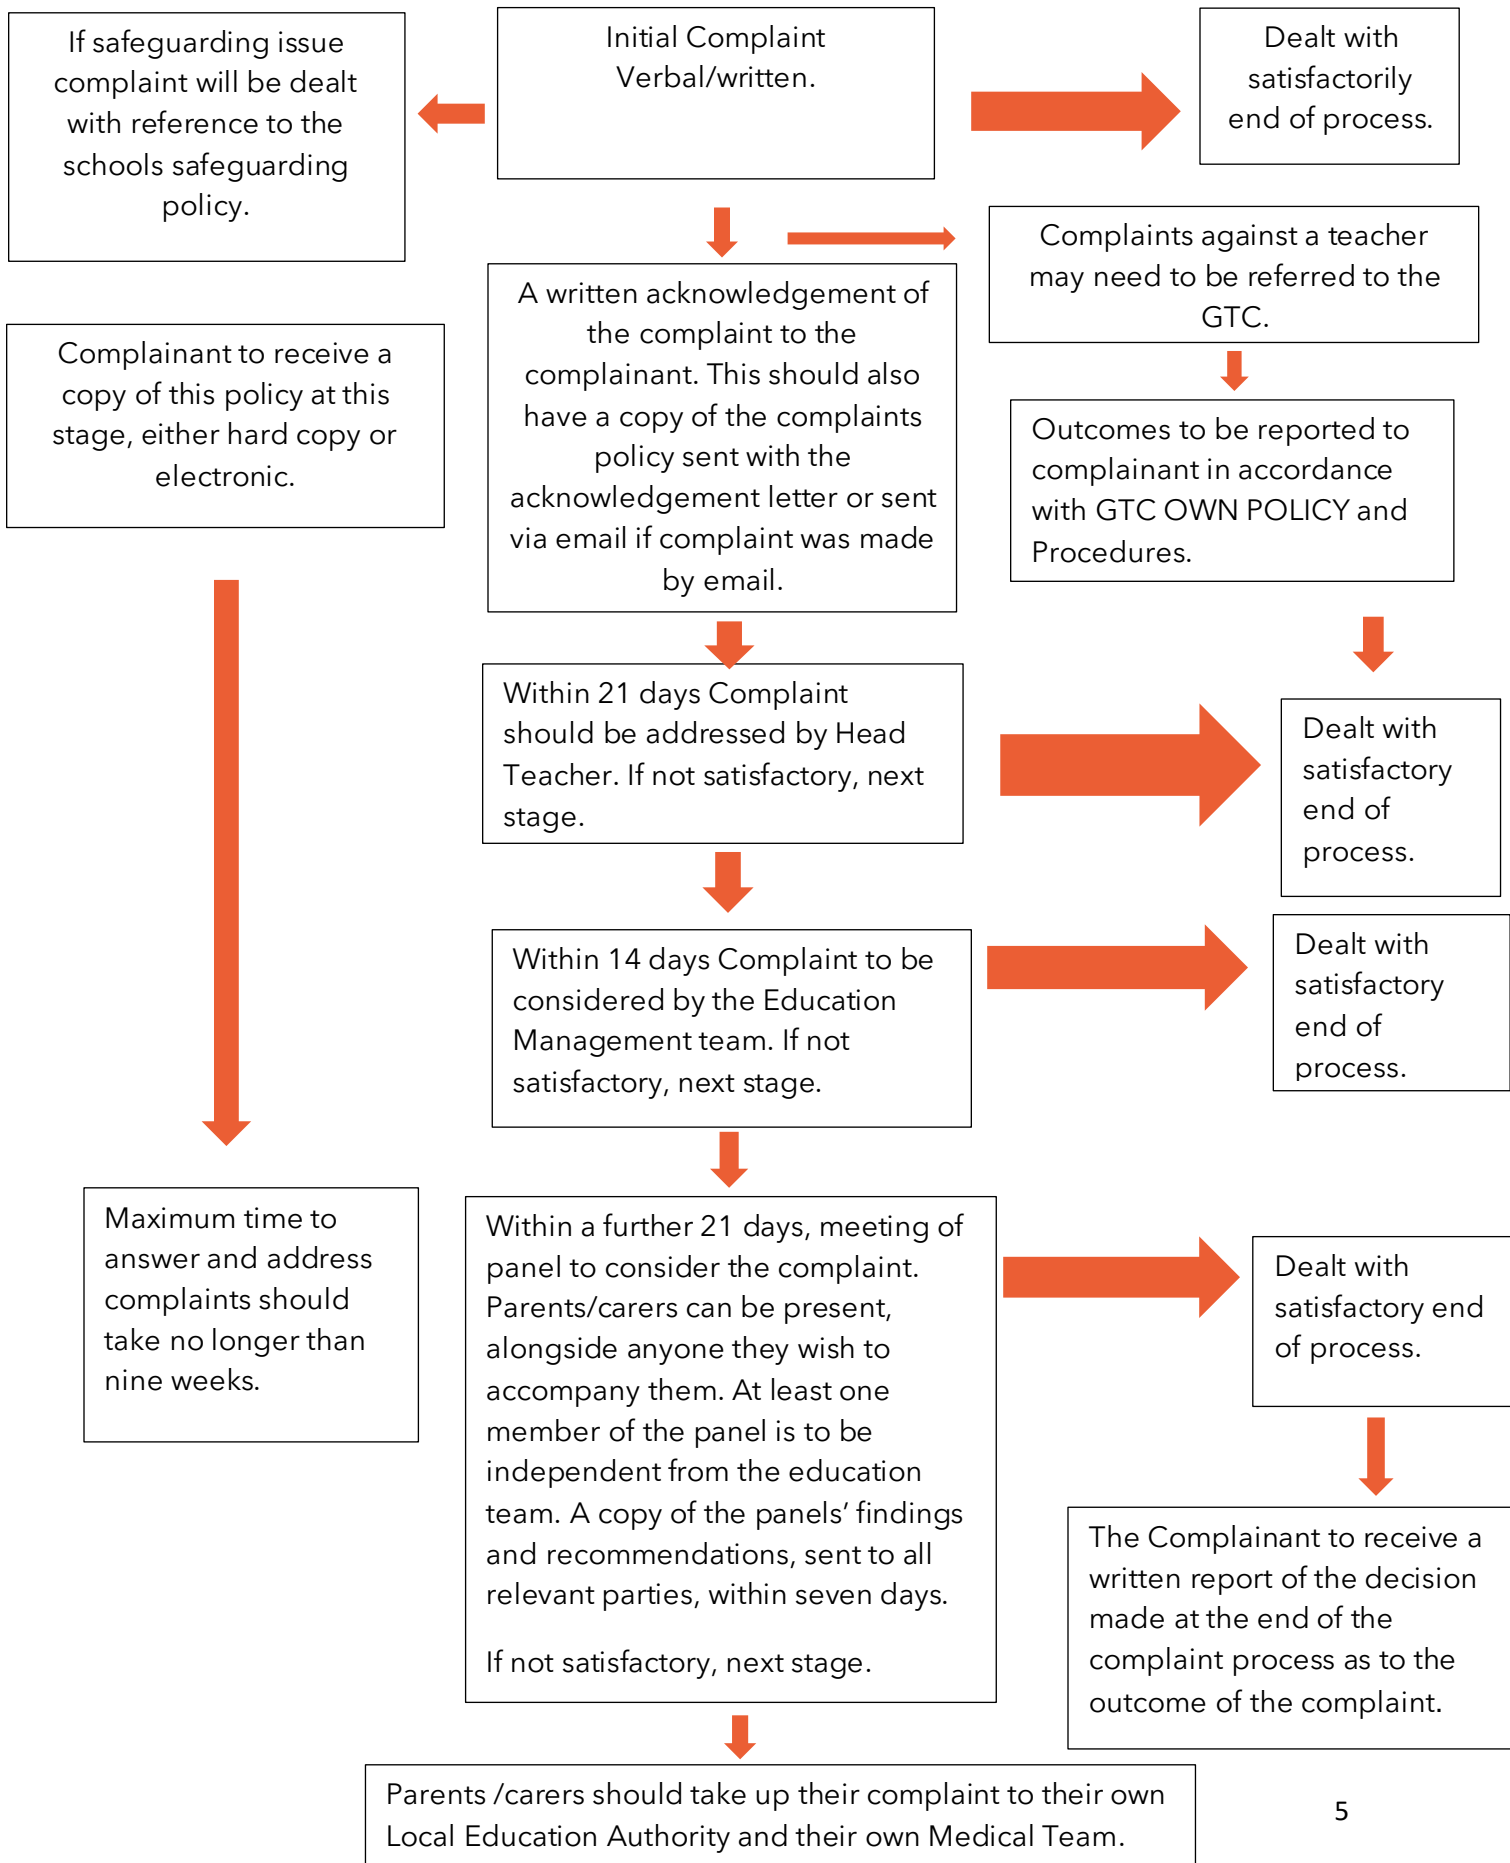 If safeguarding issue
complaint will be dealt
with reference to the
schools safeguarding
policy.
Initial Complaint
Verbal/written.
Dealt with
satisfactorily
end of process.
Complaints against a teacher
may need to be referred to the
GTC.
A written acknowledgement of
the complaint to the
complainant. This should also
have a copy of the complaints
policy sent with the
acknowledgement letter or sent
via email if complaint was made
by email.
Complainant to receive a
copy of this policy at this
stage, either hard copy or
electronic.
Outcomes to be reported to
complainant in accordance
with GTC OWN POLICY and
Procedures.
Within 21 days Complaint
should be addressed by Head
Teacher. If not satisfactory, next
stage.
Dealt with
satisfactory
end of
process.
Within 14 days Complaint to be
considered by the Education
Management team. If not
satisfactory, next stage.
Dealt with
satisfactory
end of
process.
Maximum time to
answer and address
complaints should
take no longer than
nine weeks.
Within a further 21 days, meeting of
panel to consider the complaint.
Parents/carers can be present,
alongside anyone they wish to
accompany them. At least one
member of the panel is to be
independent from the education
team. A copy of the panels’ findings
and recommendations, sent to all
relevant parties, within seven days.
If not satisfactory, next stage.
Dealt with
satisfactory end
of process.
The Complainant to receive a
written report of the decision
made at the end of the
complaint process as to the
outcome of the complaint.
Parents /carers should take up their complaint to their own
Local Education Authority and their own Medical Team.
5